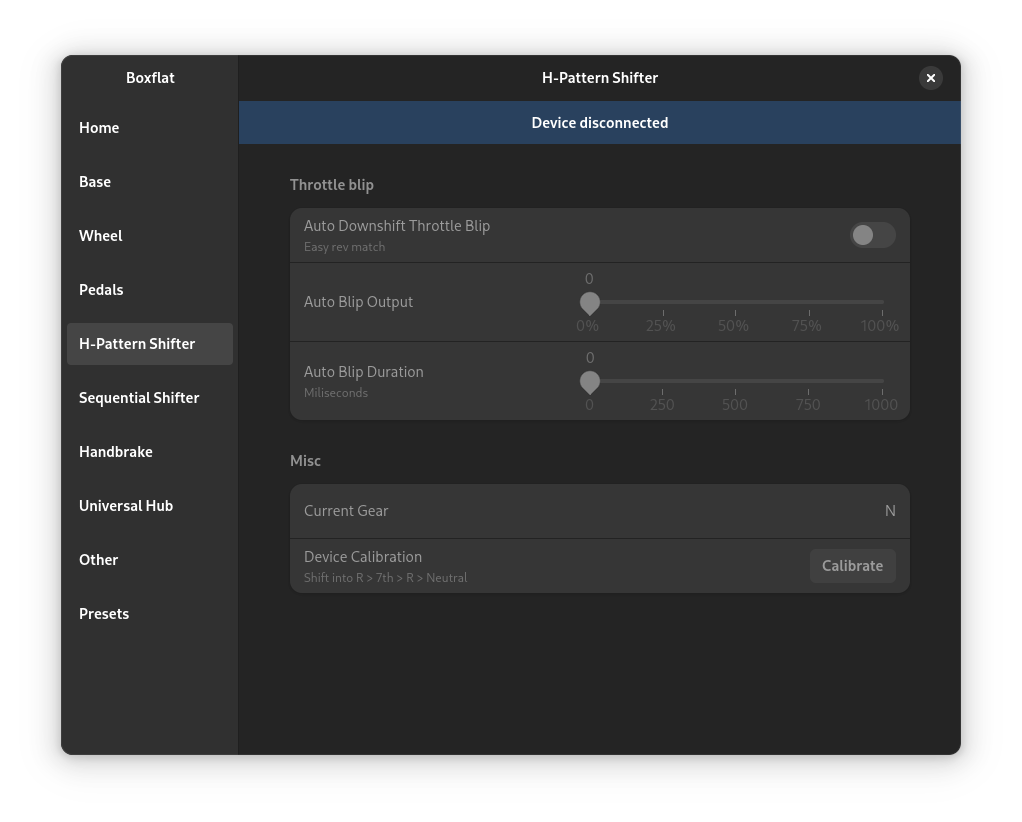 Boxflat
H-Pattern Shifter
Device disconnected
Home
Base
Wheel
Pedals
H-Pattern Shifter
Sequential Shifter
Handbrake
Universal Hub
Other
Presets
Throttle blip
Auto Downshift Throttle Blip
Easy rev match
0
Auto Blip Output
0% 25% 50% 75% 100%
0
Auto Blip Duration
Miliseconds
0 250 500 750 1000
Misc
Current Gear N
Device Calibration
Shift into R > 7th > R > Neutral
Calibrate